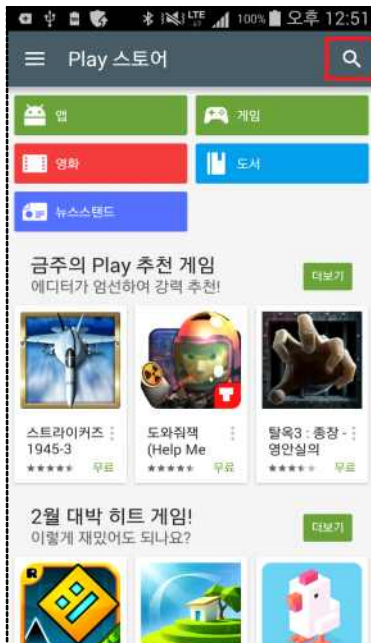 LTE 100% 오후 12:51
Play 스토어
앱
게임
영화
도서
뉴스스탠드
금주의 Play 추천 게임
에디터가 엄선하여 강력 추천!
더보기
스트라이커즈
1945-3
무료
도와줘잭
(Help Me
무료
탈옥3 : 종장 -
영안실의
무료
2월 대박 히트 게임!
이렇게 재밌어도 되나요?
더보기
R